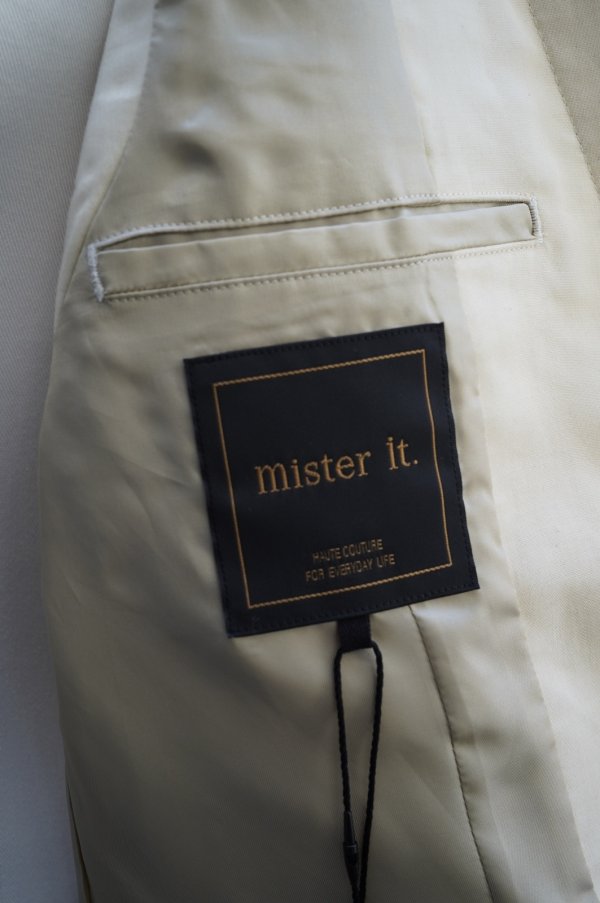 mister it.
HAUTE COUTURE
FOR EVERYDAY LIFE